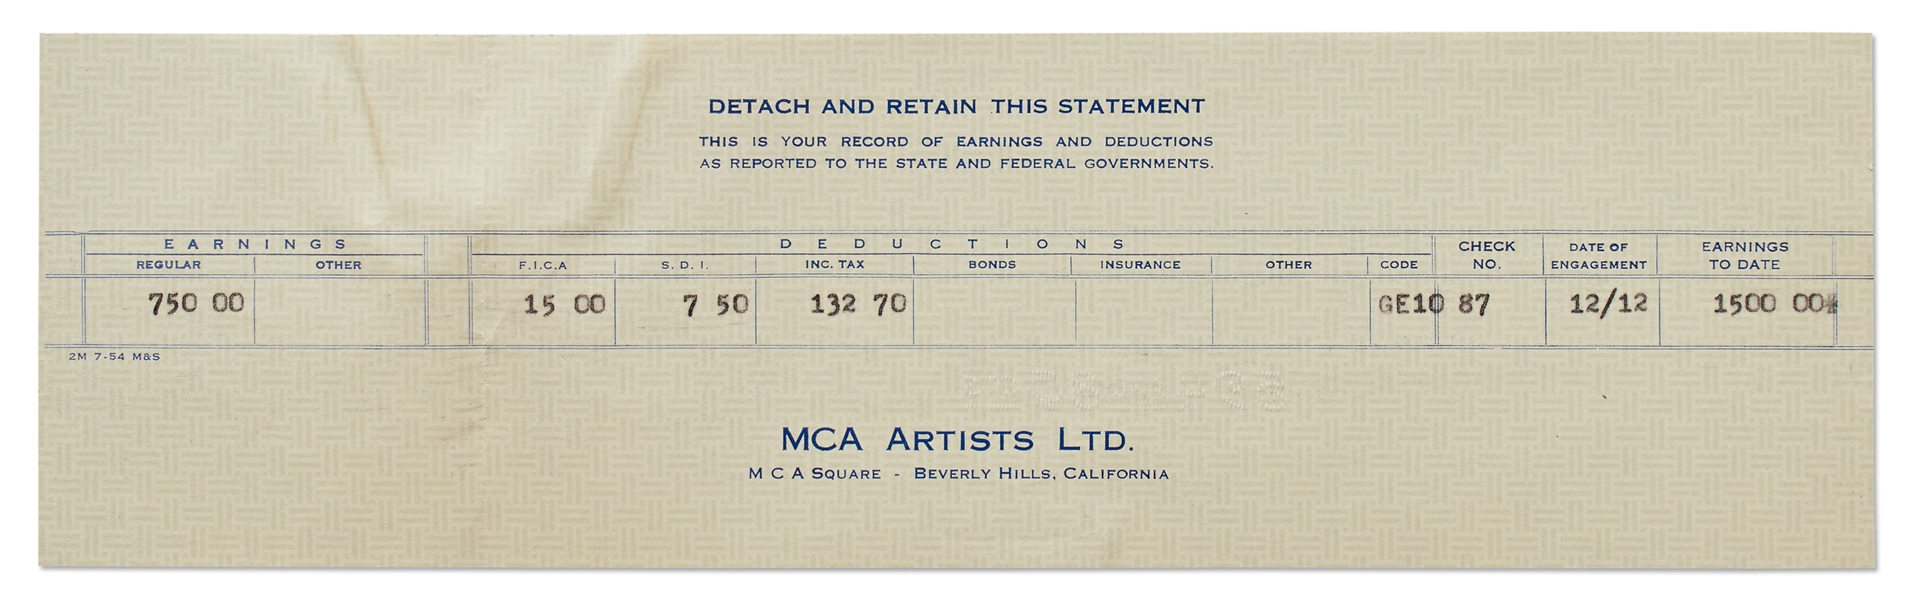 DETACH AND RETAIN THIS STATEMENT
THIS IS YOUR RECORD OF EARNINGS AND DEDUCTIONS
AS REPORTED TO THE STATE AND FEDERAL GOVERNMENTS.
EARNINGS DEDUCTIONS CHECK NO. DATE OF ENGAGEMENT EARNINGS TO DATE
REGULAR OTHER F.I.C.A S. D. I. INC. TAX BONDS INSURANCE OTHER CODE
750 00 15 00 7 50 132 70 GE10 87 12/12 1500 00
2M 7-54 M&S
MCA ARTISTS LTD.
M C A SQUARE - BEVERLY HILLS, CALIFORNIA